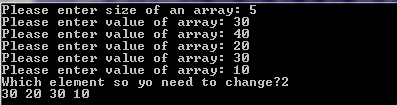 Please enter size of an array: 5
Please enter value of array: 30
Please enter value of array: 40
Please enter value of array: 20
Please enter value of array: 30
Please enter value of array: 10
Which element so yo need to change?2
30 20 30 10